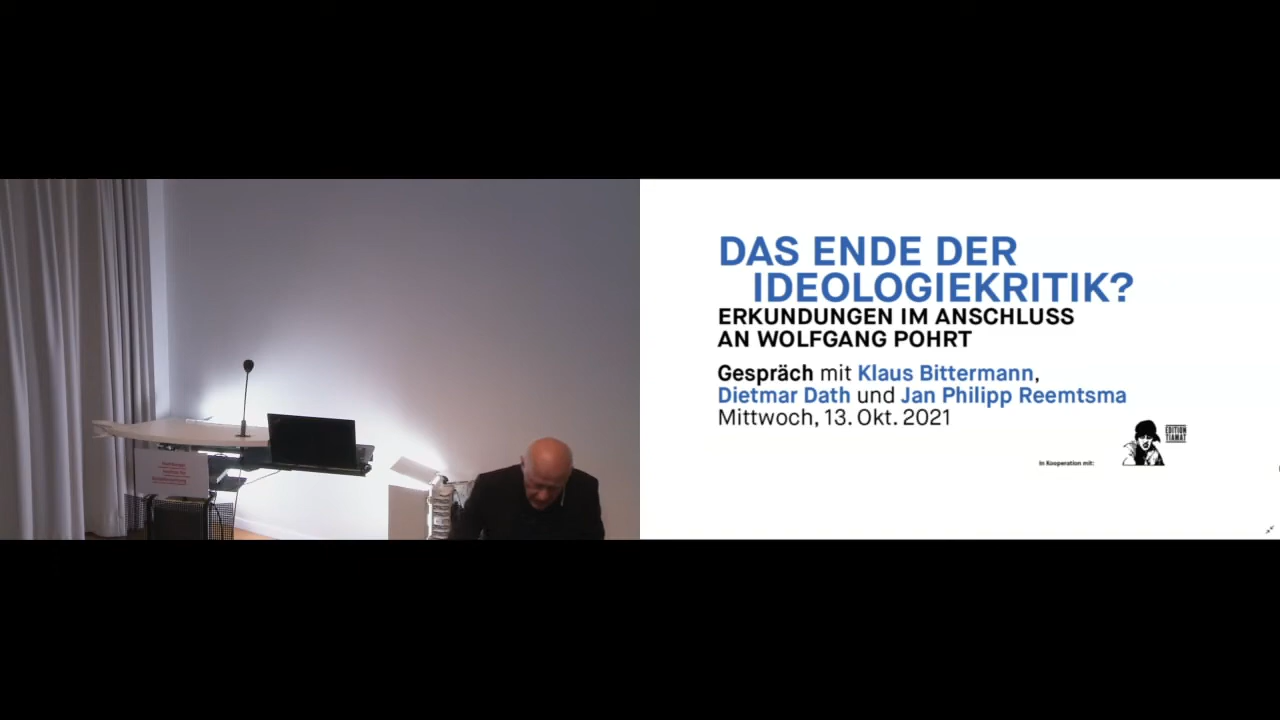 DAS ENDE DER
IDEOLOGIEKRITIK?
ERKUNDUNGEN IM ANSCHLUSS
AN WOLFGANG POHRT
Gespräch mit Klaus Bittermann,
Dietmar Dath und Jan Philipp Reemtsma
Mittwoch, 13. Okt. 2021
In Kooperation mit:
EDITION
TIAMAT